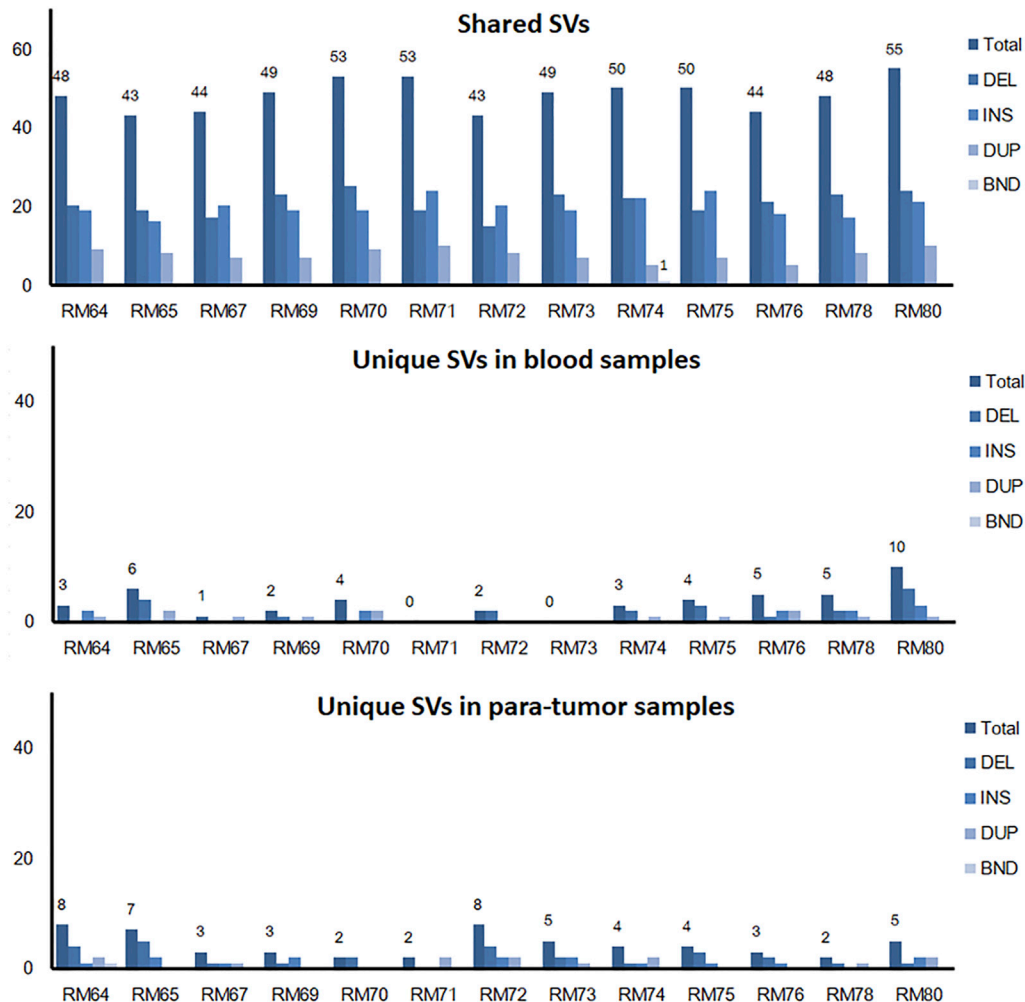 Shared SVs
60
40
20
0
48
43
44
49
53
53
43
49
50
1
50
44
48
55
RM64 RM65 RM67 RM69 RM70 RM71 RM72 RM73 RM74 RM75 RM76 RM78 RM80
Total
DEL
INS
DUP
BND
Unique SVs in blood samples
40
20
0
3
6
1
2
4
0
2
0
3
4
5
5
10
RM64 RM65 RM67 RM69 RM70 RM71 RM72 RM73 RM74 RM75 RM76 RM78 RM80
Total
DEL
INS
DUP
BND
Unique SVs in para-tumor samples
40
20
0
8
7
3
3
2
2
8
5
4
4
3
2
5
RM64 RM65 RM67 RM69 RM70 RM71 RM72 RM73 RM74 RM75 RM76 RM78 RM80
Total
DEL
INS
DUP
BND